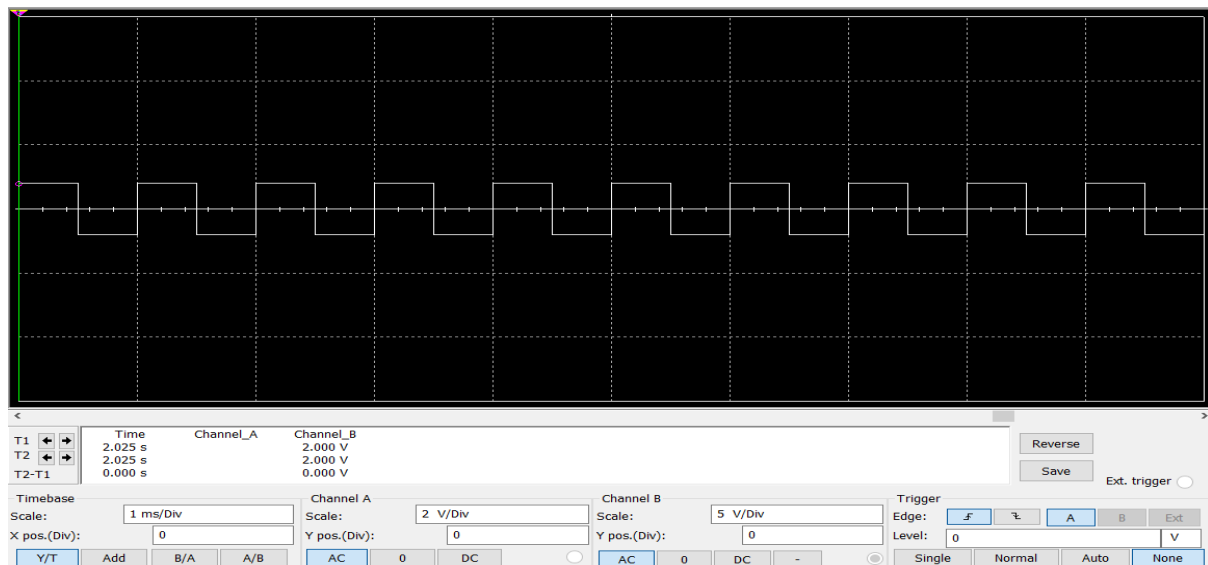 Time Channel_A Channel_B
T1 2.025 s 2.000 V
T2 2.025 s 2.000 V
T2-T1 0.000 s 0.000 V
Reverse
Save
Ext. trigger
Timebase Channel A Channel B Trigger
Scale: 1 ms/Div Scale: 2 V/Div Scale: 5 V/Div Edge: A B Ext
X pos.(Div): 0 Y pos.(Div): 0 Y pos.(Div): 0 Level: 0 V
Y/T Add B/A A/B AC 0 DC AC 0 DC - Single Normal Auto None